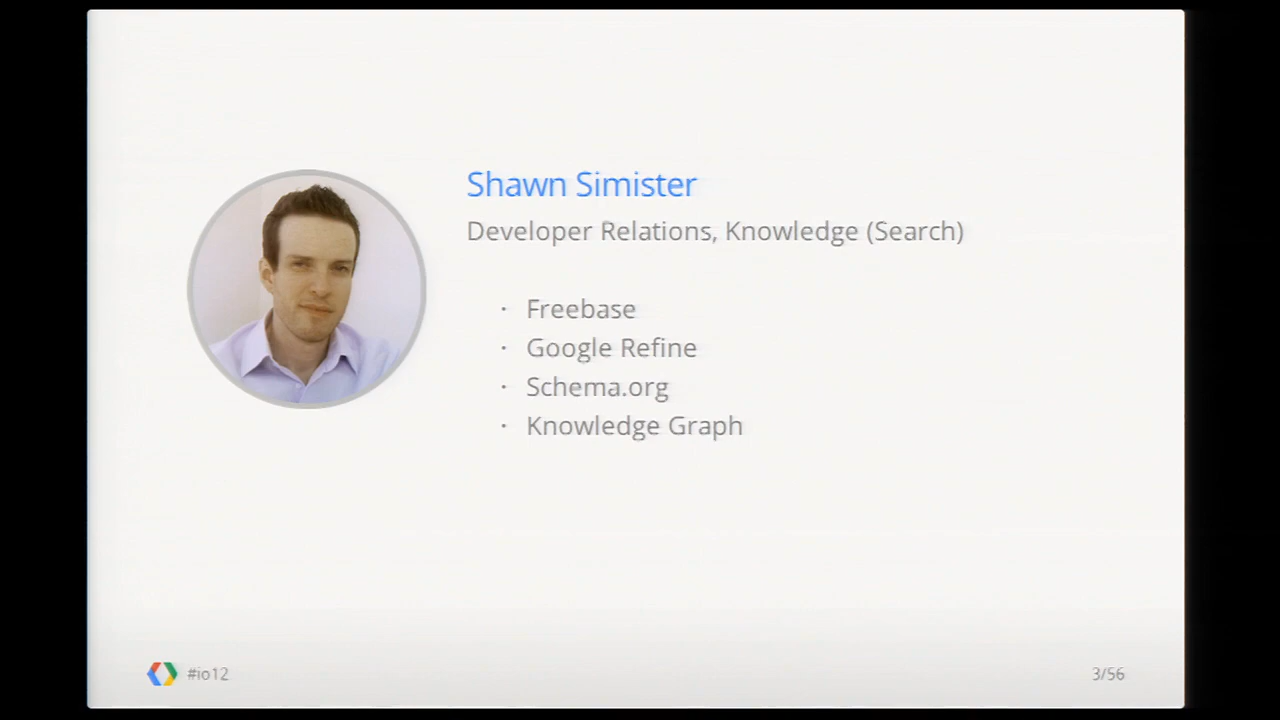 Shawn Simister
Developer Relations, Knowledge (Search)
· Freebase
· Google Refine
· Schema.org
· Knowledge Graph
#io12
3/56